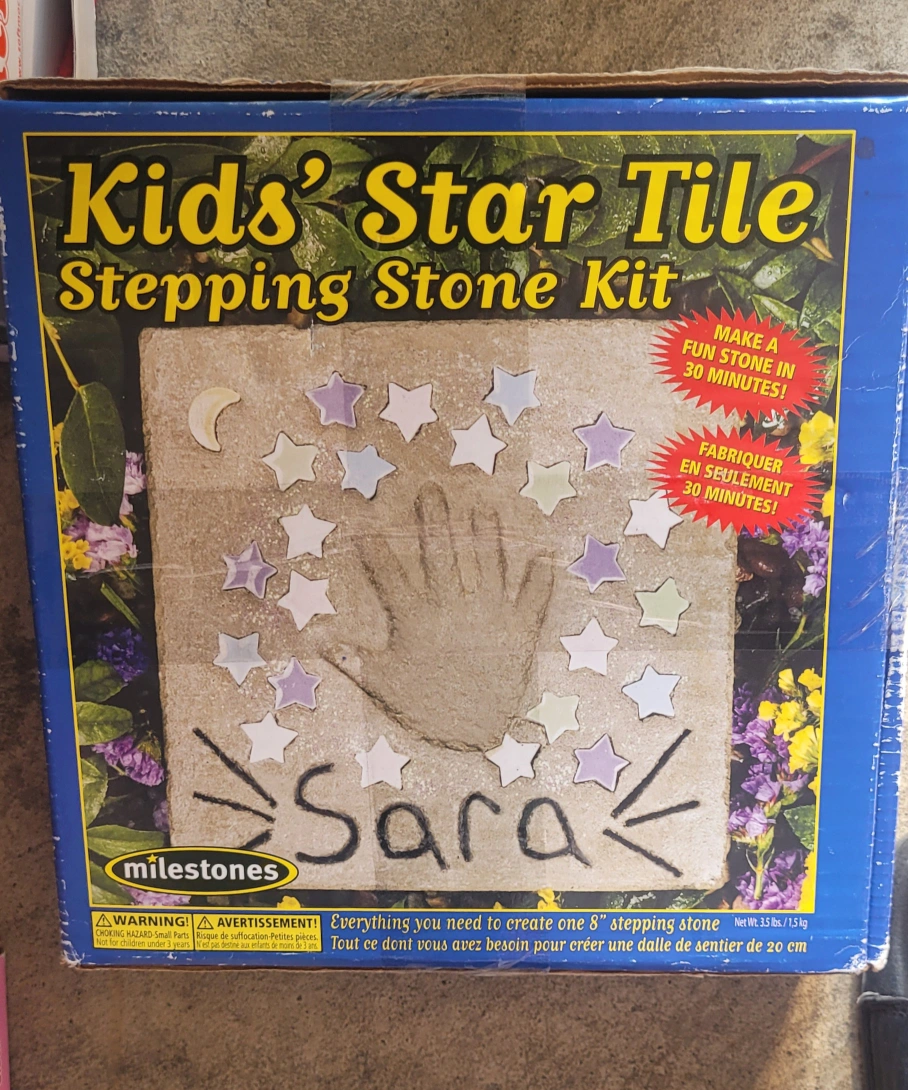 Kids’ Star Tile
Stepping Stone Kit
MAKE A
FUN STONE IN
30 MINUTES!
FABRIQUER
EN SEULEMENT
30 MINUTES!
Sara
milestones
WARNING!
CHOKING HAZARD-Small Parts
Not for children under 3 years
AVERTISSEMENT!
Risque de suffocation-Petites pièces.
N'est pas destiné aux enfants de moins de 3 ans.
Everything you need to create one 8” stepping stone
Net Wt. 3.5 lbs. / 1,5 kg
Tout ce dont vous avez besoin pour créer une dalle de sentier de 20 cm